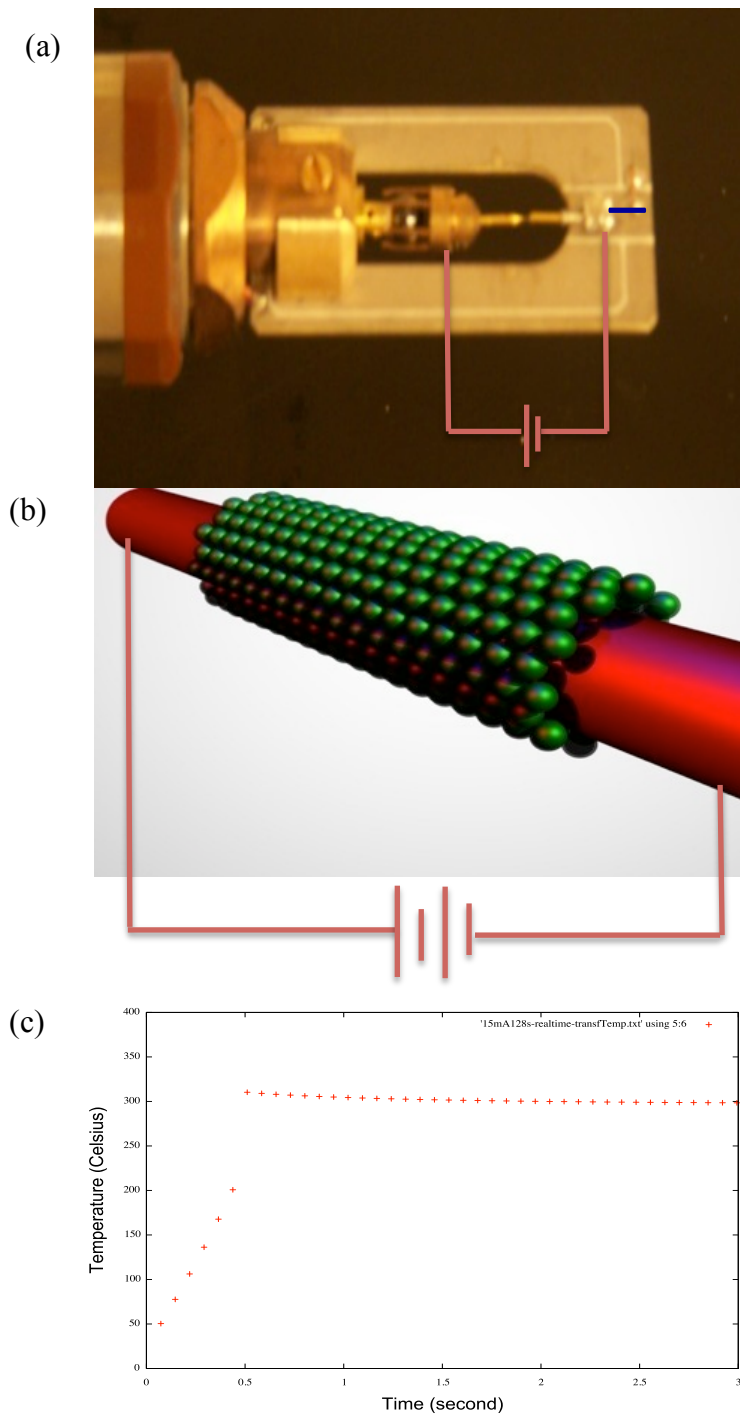 (a)
(b)
(c)
400
350
300
250
200
150
100
50
0
Temperature (Celsius)
'15mA128s-realtime-transfTemp.txt' using 5:6
0
0.5
1
1.5
2
2.5
3
Time (second)